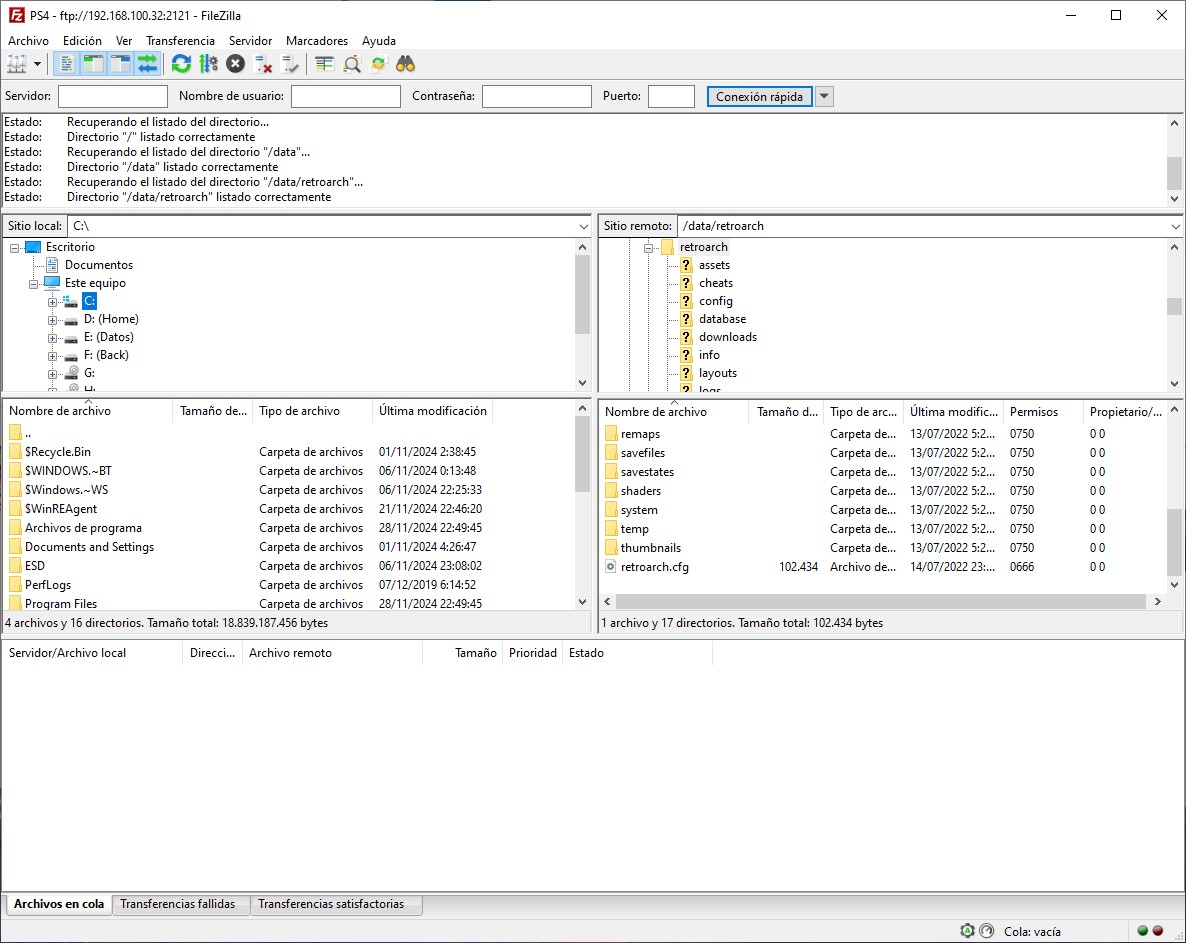 PS4 - ftp://192.168.100.32:2121 - FileZilla
Archivo Edición Ver Transferencia Servidor Marcadores Ayuda
Servidor: Nombre de usuario: Contraseña: Puerto: Conexión rápida
Estado: Recuperando el listado del directorio...
Estado: Directorio "/" listado correctamente
Estado: Recuperando el listado del directorio "/data"...
Estado: Directorio "/data" listado correctamente
Estado: Recuperando el listado del directorio "/data/retroarch"...
Estado: Directorio "/data/retroarch" listado correctamente
Sitio local: C:\
Escritorio
Documentos
Este equipo
C:
D: (Home)
E: (Datos)
F: (Back)
G:
H:
Nombre de archivo Tamaño de... Tipo de archivo Última modificación
..
$Recycle.Bin Carpeta de archivos 01/11/2024 2:38:45
$WINDOWS.~BT Carpeta de archivos 06/11/2024 0:13:48
$Windows.~WS Carpeta de archivos 06/11/2024 22:25:33
$WinREAgent Carpeta de archivos 21/11/2024 22:46:20
Archivos de programa Carpeta de archivos 28/11/2024 22:49:45
Documents and Settings Carpeta de archivos 01/11/2024 4:26:47
ESD Carpeta de archivos 06/11/2024 23:08:02
PerfLogs Carpeta de archivos 07/12/2019 6:14:52
Program Files Carpeta de archivos 28/11/2024 22:49:45
4 archivos y 16 directorios. Tamaño total: 18.839.187.456 bytes
Sitio remoto: /data/retroarch
retroarch
assets
cheats
config
database
downloads
info
layouts
logs
Nombre de archivo Tamaño d... Tipo de arc... Última modific... Permisos Propietario/...
remaps Carpeta de... 13/07/2022 5:2... 0750 0 0
savefiles Carpeta de... 13/07/2022 5:2... 0750 0 0
savestates Carpeta de... 13/07/2022 5:2... 0750 0 0
shaders Carpeta de... 13/07/2022 5:2... 0750 0 0
system Carpeta de... 13/07/2022 5:2... 0750 0 0
temp Carpeta de... 13/07/2022 5:2... 0750 0 0
thumbnails Carpeta de... 13/07/2022 5:2... 0750 0 0
retroarch.cfg 102.434 Archivo de... 14/07/2022 23:... 0666 0 0
1 archivo y 17 directorios. Tamaño total: 102.434 bytes
Servidor/Archivo local Direcci... Archivo remoto Tamaño Prioridad Estado
Archivos en cola Transferencias fallidas Transferencias satisfactorias
Cola: vacía